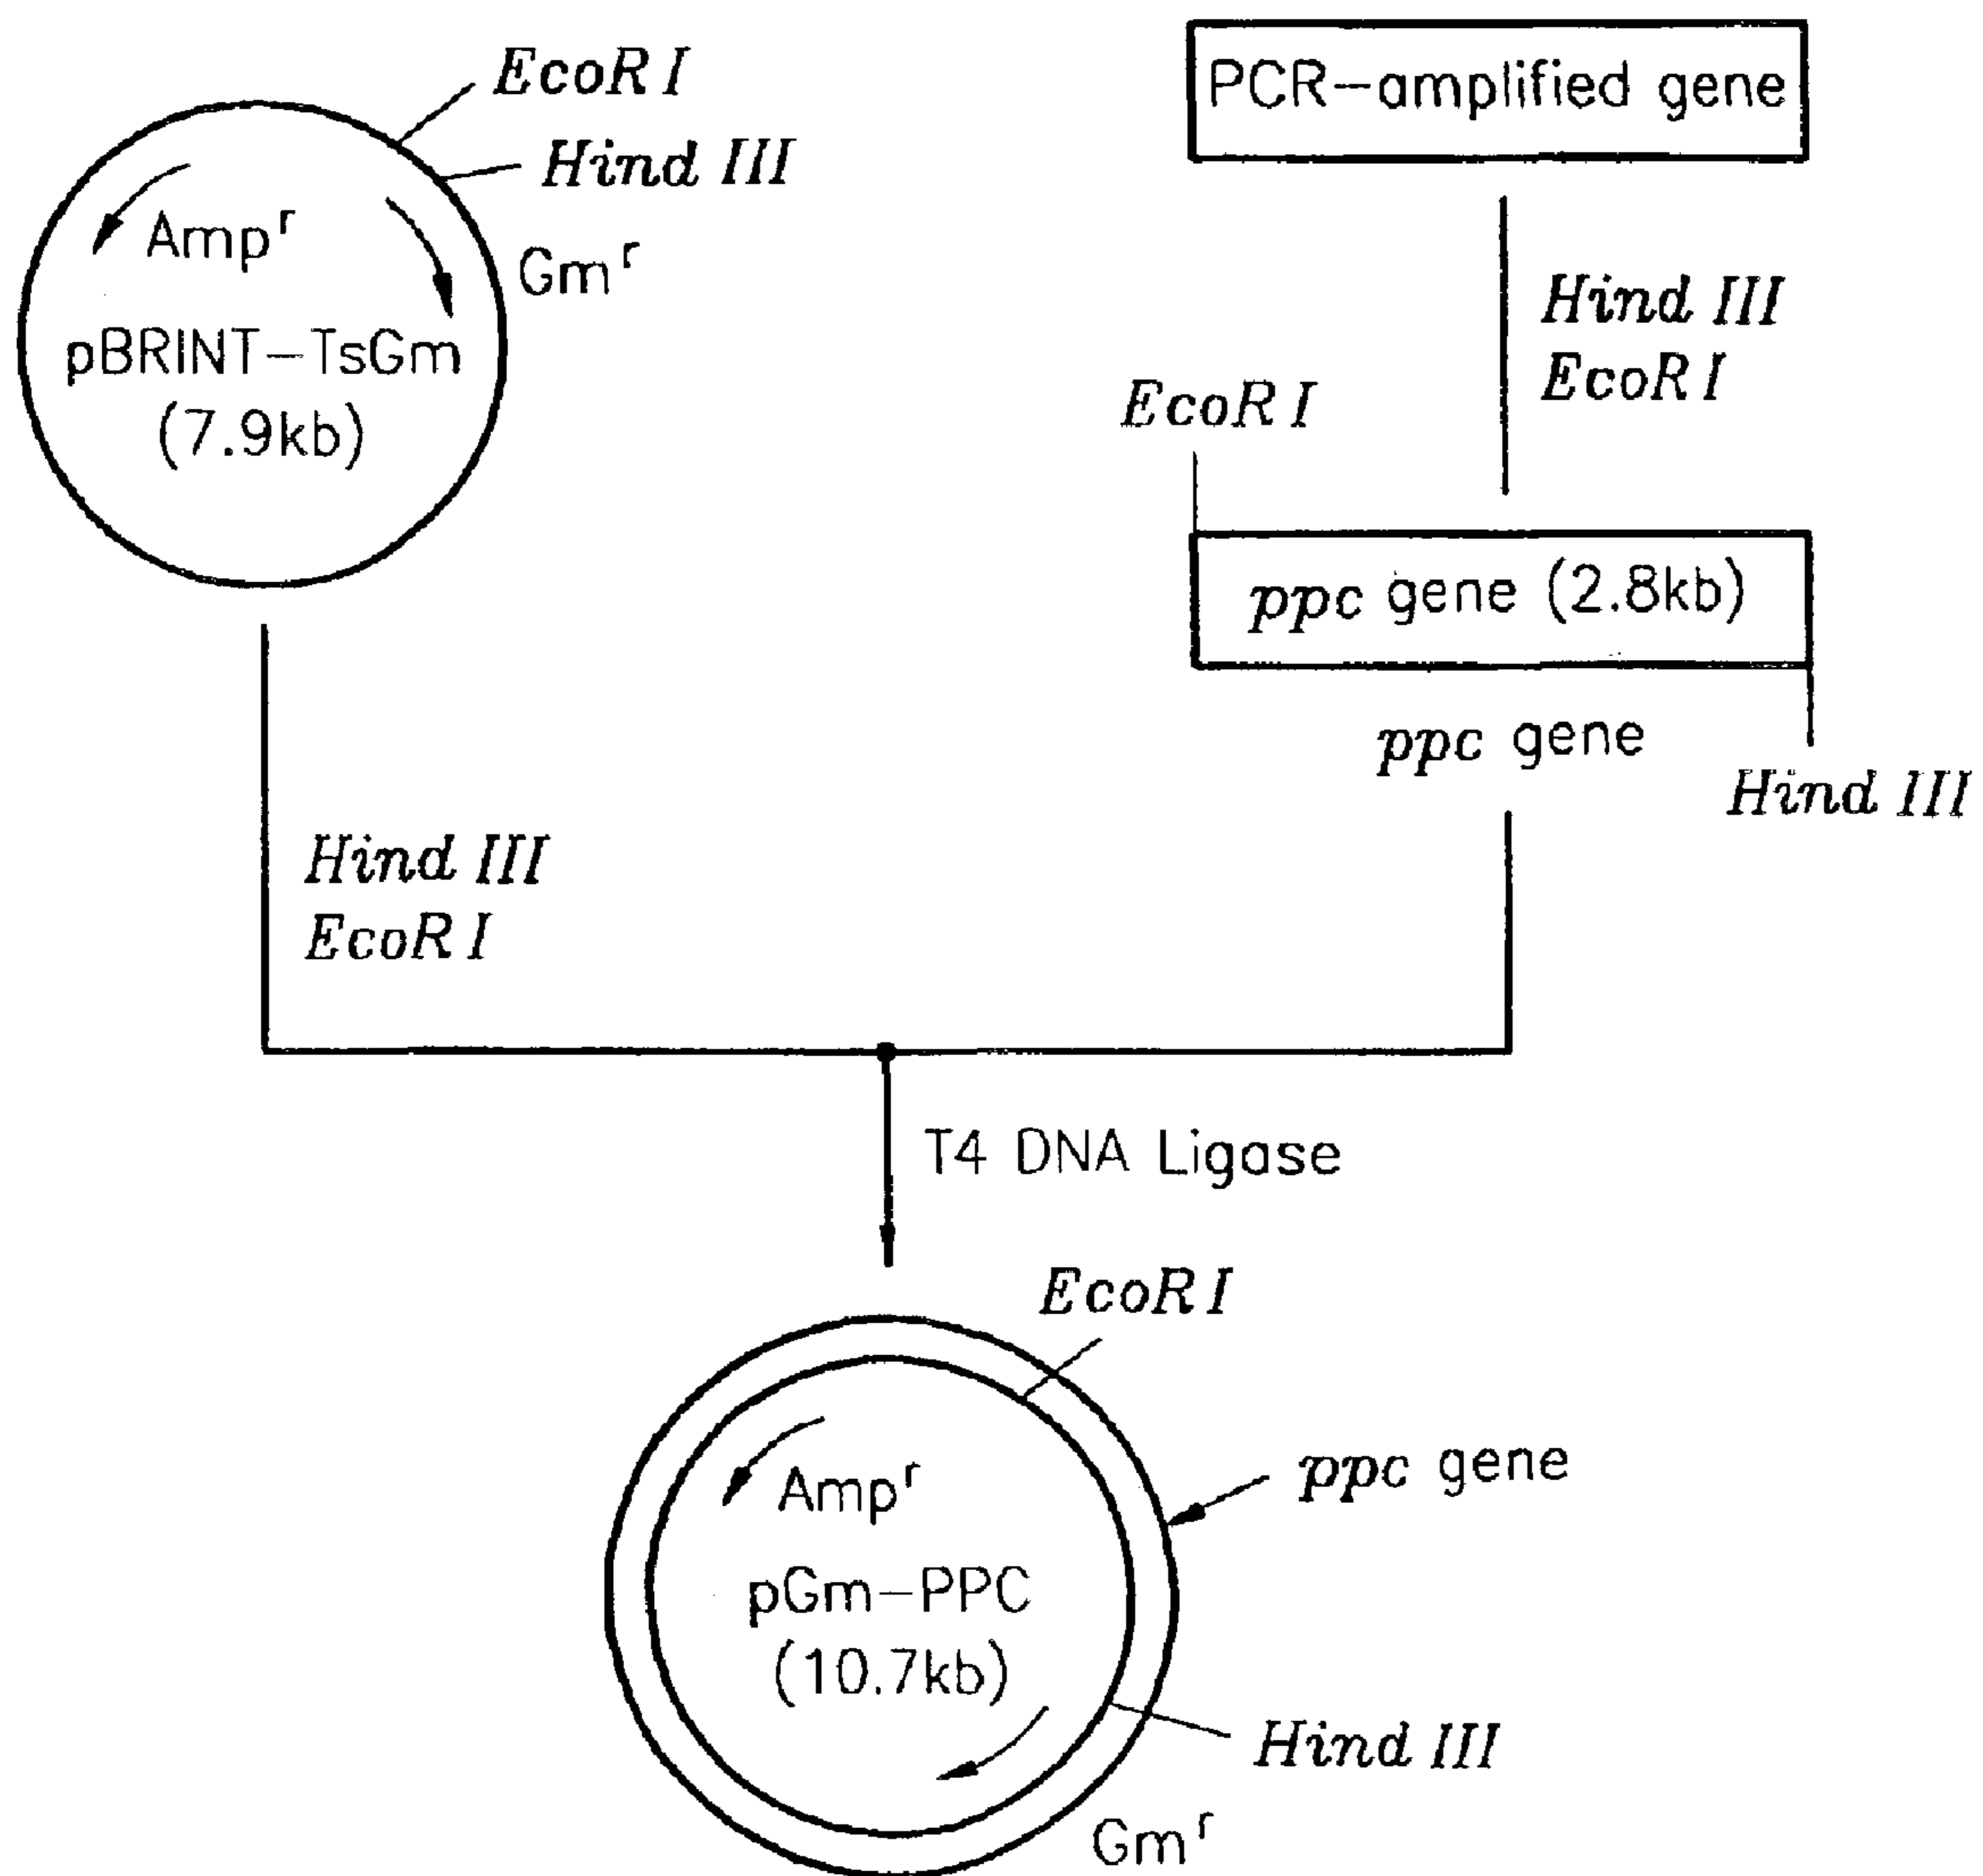 EcoR I
Hind III
Amp^r
Gm^r
pBRINT-TsGm
(7.9kb)
PCR-amplified gene
Hind III
EcoR I
EcoR I
ppc gene (2.8kb)
ppc gene
Hind III
Hind III
EcoR I
T4 DNA Ligase
EcoR I
Amp^r
ppc gene
pGm-PPC
(10.7kb)
Hind III
Gm^r